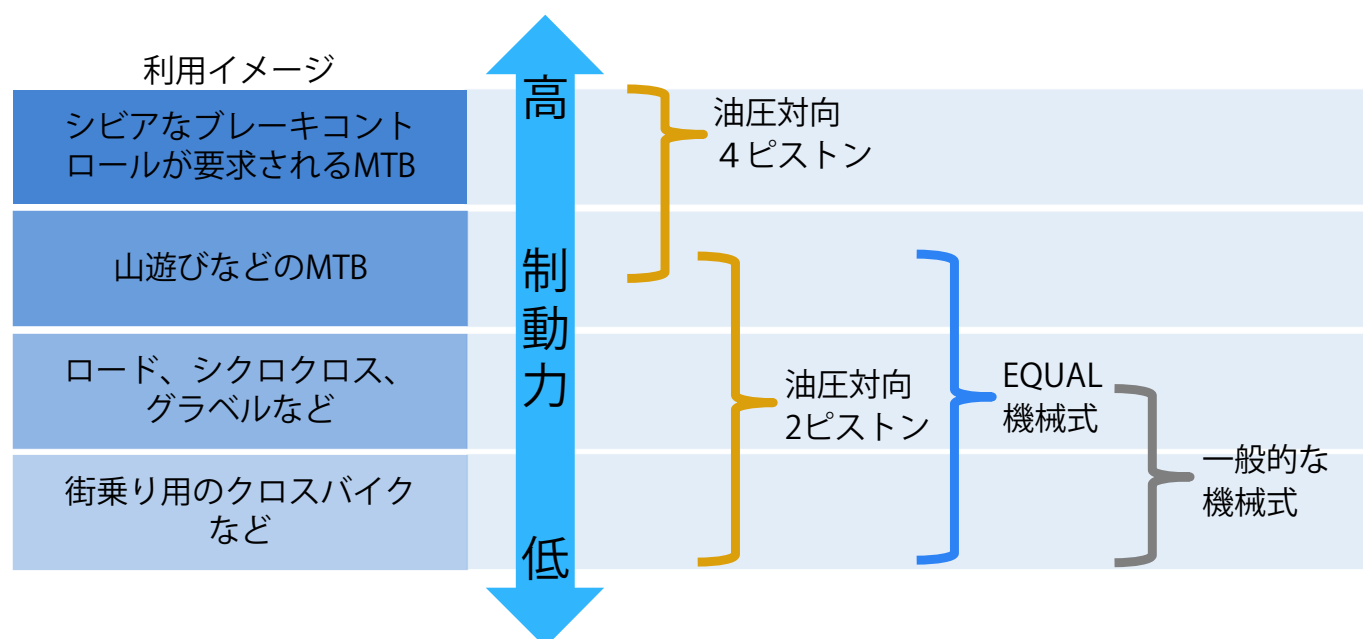 利用イメージ
シビアなブレーキコント
ロールが要求されるMTB
山遊びなどのMTB
ロード、シクロクロス、
グラベルなど
街乗り用のクロスバイク
など
高
制動力
低
油圧対向
４ピストン
油圧対向
2ピストン
EQUAL
機械式
一般的な
機械式